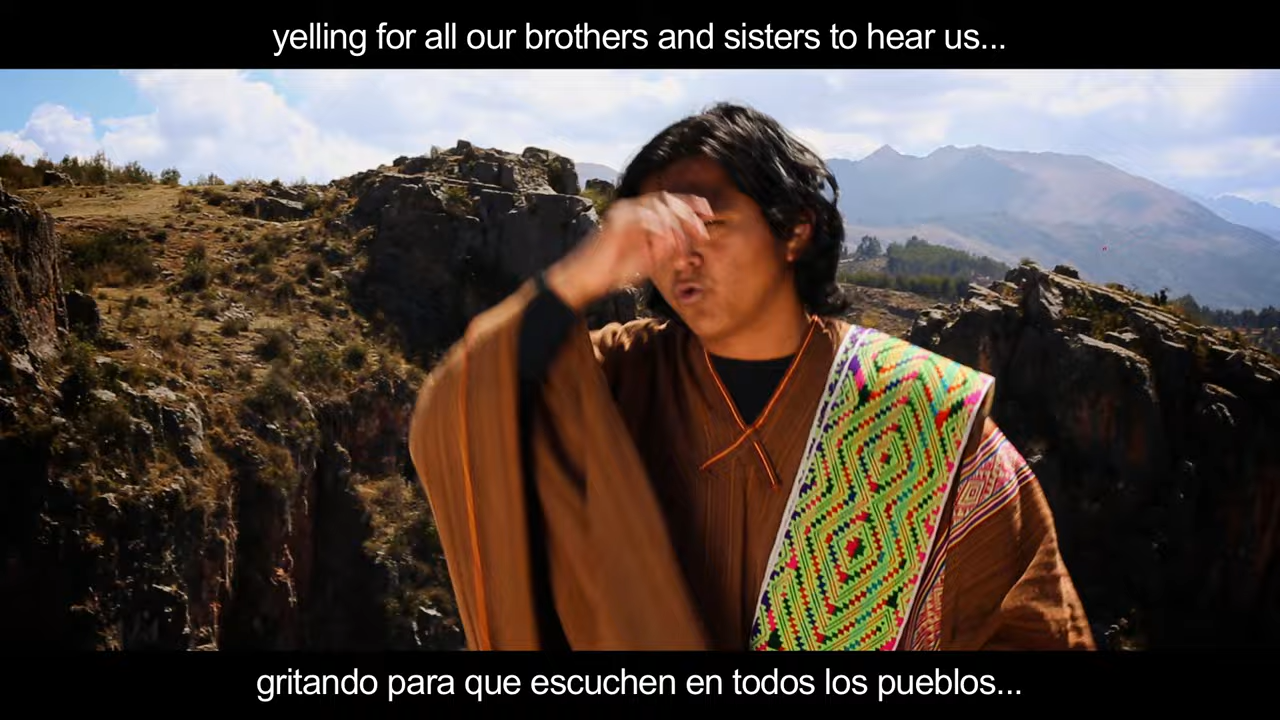 yelling for all our brothers and sisters to hear us...
gritando para que escuchen en todos los pueblos...